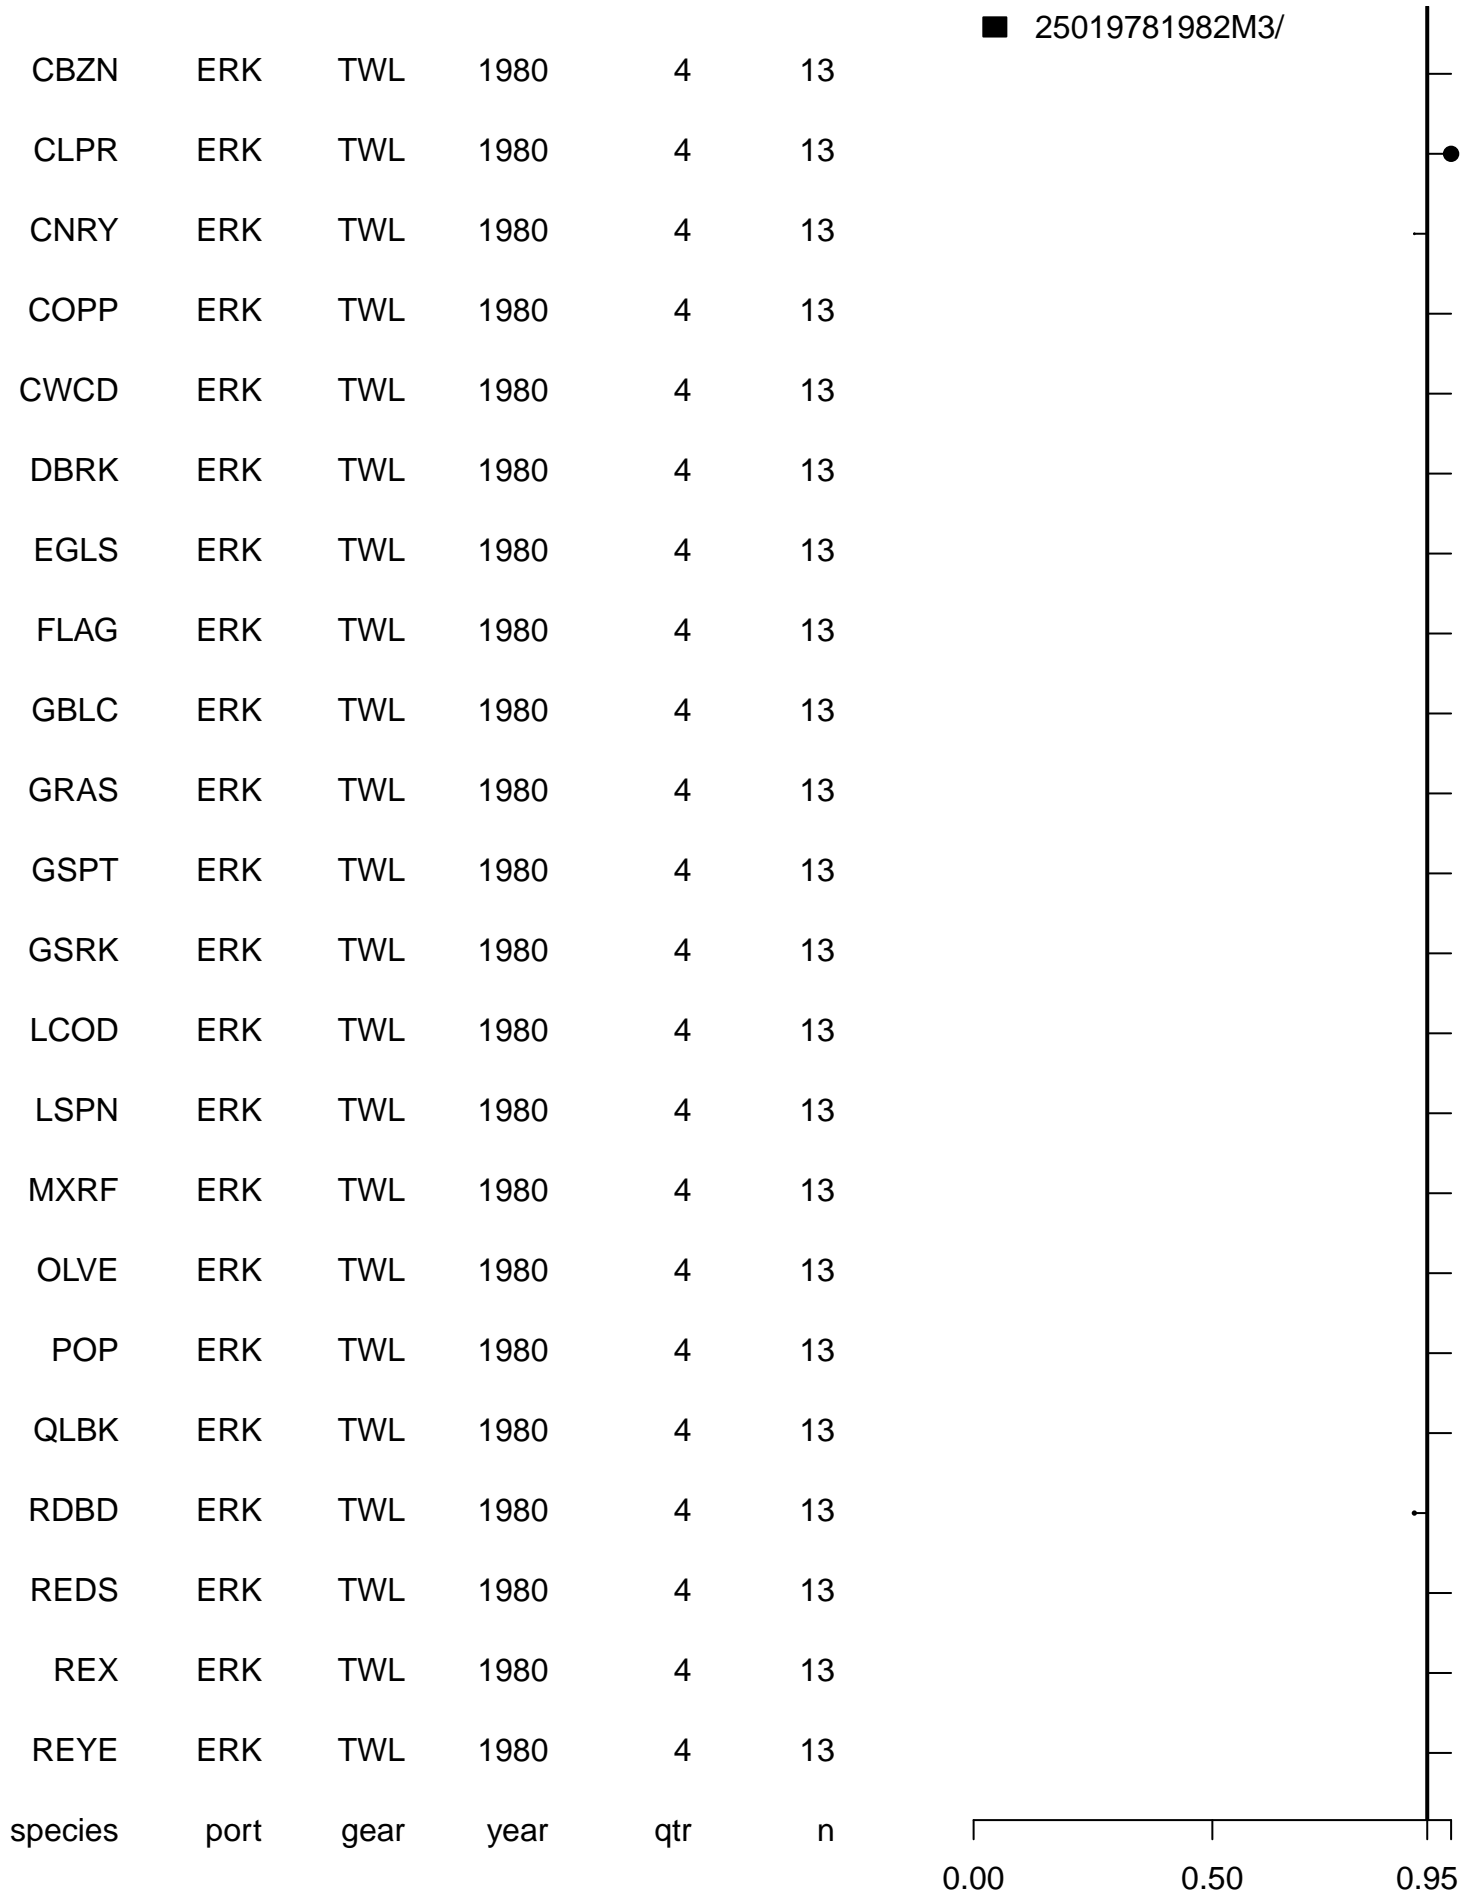 25019781982M3/
CBZN ERK TWL 1980 4 13
CLPR ERK TWL 1980 4 13
CNRY ERK TWL 1980 4 13
COPP ERK TWL 1980 4 13
CWCD ERK TWL 1980 4 13
DBRK ERK TWL 1980 4 13
EGLS ERK TWL 1980 4 13
FLAG ERK TWL 1980 4 13
GBLC ERK TWL 1980 4 13
GRAS ERK TWL 1980 4 13
GSPT ERK TWL 1980 4 13
GSRK ERK TWL 1980 4 13
LCOD ERK TWL 1980 4 13
LSPN ERK TWL 1980 4 13
MXRF ERK TWL 1980 4 13
OLVE ERK TWL 1980 4 13
POP ERK TWL 1980 4 13
QLBK ERK TWL 1980 4 13
RDBD ERK TWL 1980 4 13
REDS ERK TWL 1980 4 13
REX ERK TWL 1980 4 13
REYE ERK TWL 1980 4 13
species port gear year qtr n
0.00 0.50 0.95